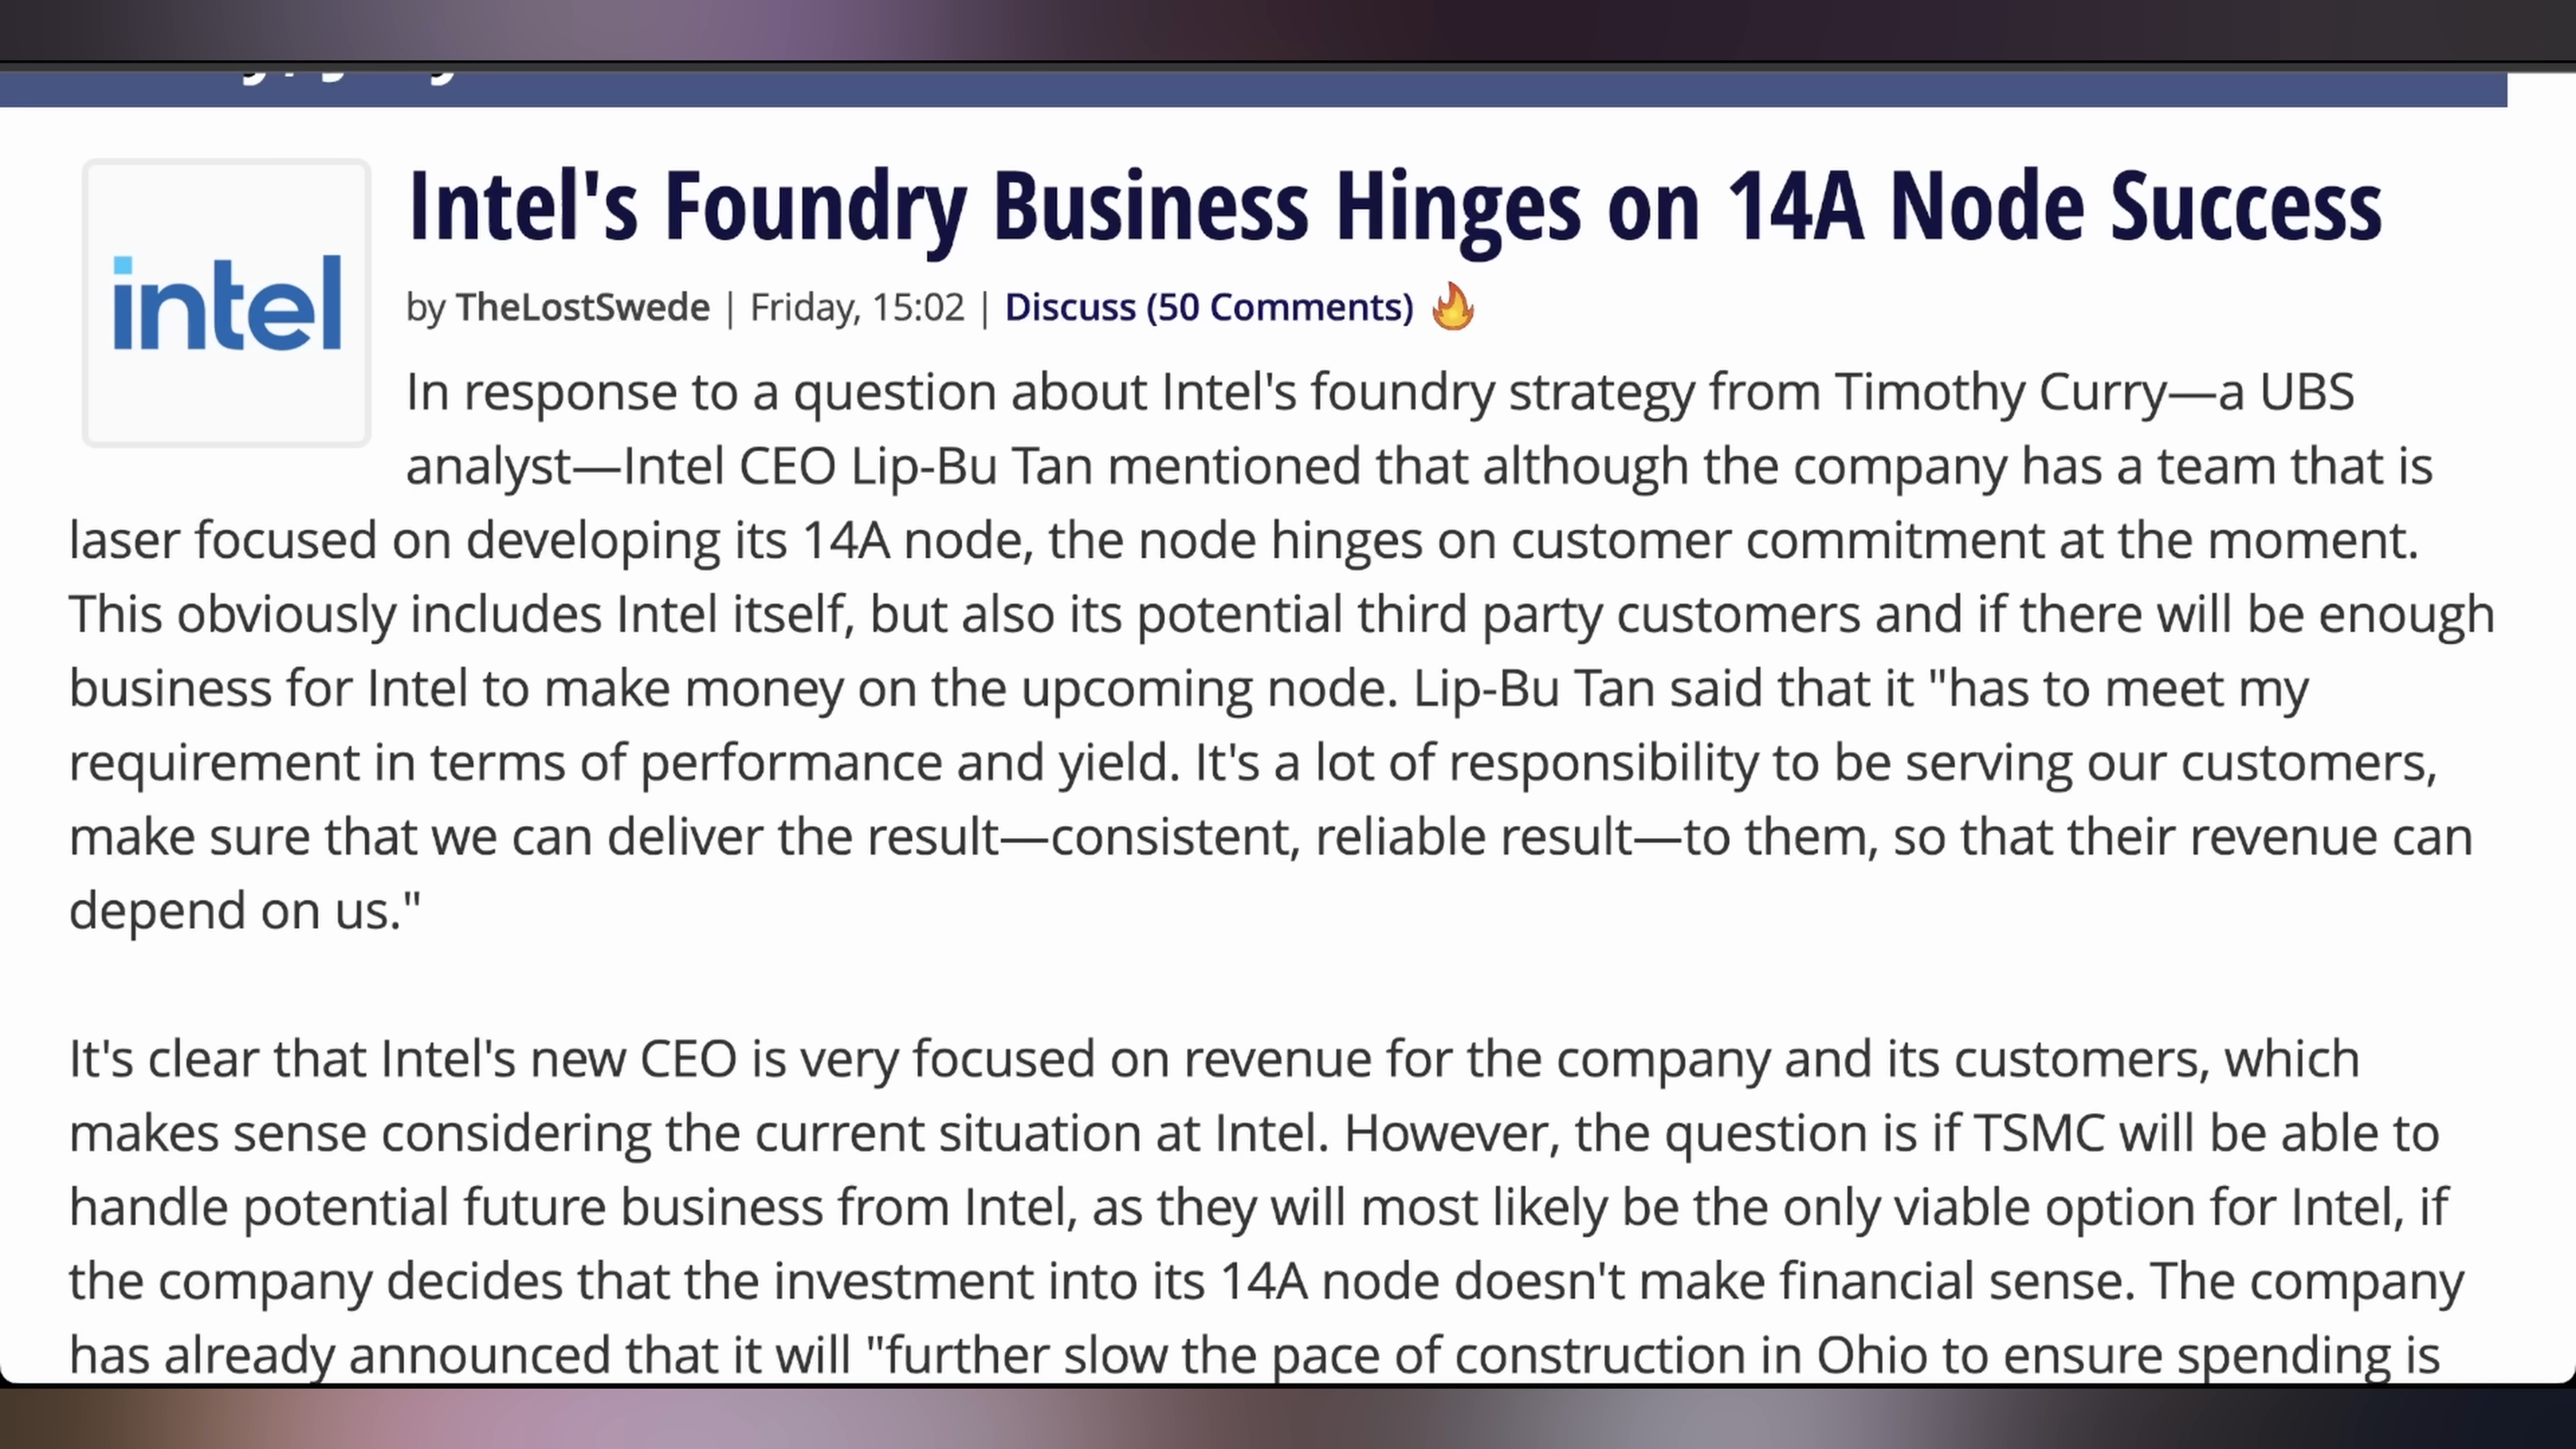 intel
Intel's Foundry Business Hinges on 14A Node Success
by TheLostSwede | Friday, 15:02 | Discuss (50 Comments) 🔥
In response to a question about Intel's foundry strategy from Timothy Curry—a UBS
analyst—Intel CEO Lip-Bu Tan mentioned that although the company has a team that is
laser focused on developing its 14A node, the node hinges on customer commitment at the moment.
This obviously includes Intel itself, but also its potential third party customers and if there will be enough
business for Intel to make money on the upcoming node. Lip-Bu Tan said that it "has to meet my
requirement in terms of performance and yield. It's a lot of responsibility to be serving our customers,
make sure that we can deliver the result—consistent, reliable result—to them, so that their revenue can
depend on us."
It's clear that Intel's new CEO is very focused on revenue for the company and its customers, which
makes sense considering the current situation at Intel. However, the question is if TSMC will be able to
handle potential future business from Intel, as they will most likely be the only viable option for Intel, if
the company decides that the investment into its 14A node doesn't make financial sense. The company
has already announced that it will "further slow the pace of construction in Ohio to ensure spending is